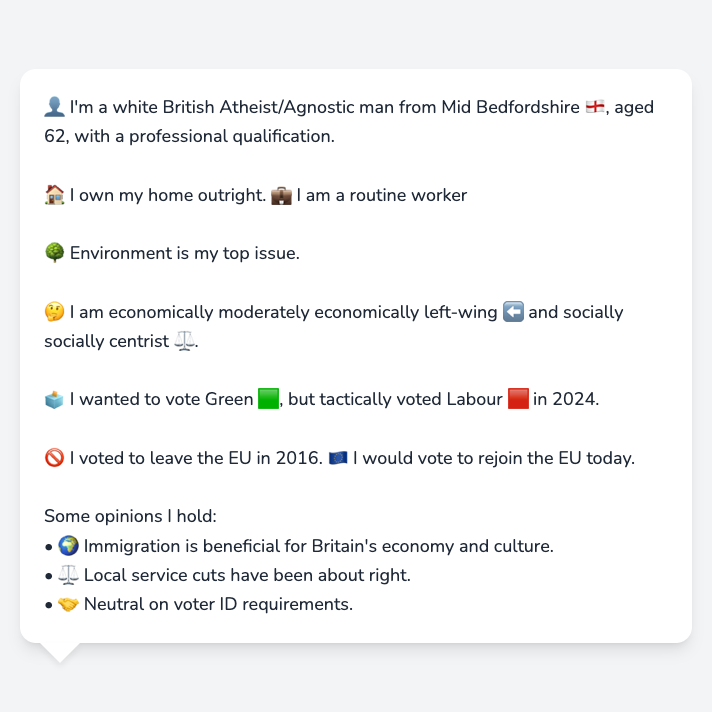 👤 I'm a white British Atheist/Agnostic man from Mid Bedfordshire 🏴󠁧󠁢󠁥󠁮󠁧󠁿, aged
62, with a professional qualification.
🏠 I own my home outright. 💼 I am a routine worker
🌳 Environment is my top issue.
🤔 I am economically moderately economically left-wing ⬅️ and socially
socially centrist ⚖️.
🗳️ I wanted to vote Green 🟩, but tactically voted Labour 🟥 in 2024.
🚫 I voted to leave the EU in 2016. 🇪🇺 I would vote to rejoin the EU today.
Some opinions I hold:
• 🌍 Immigration is beneficial for Britain's economy and culture.
• ⚖️ Local service cuts have been about right.
• 🤝 Neutral on voter ID requirements.